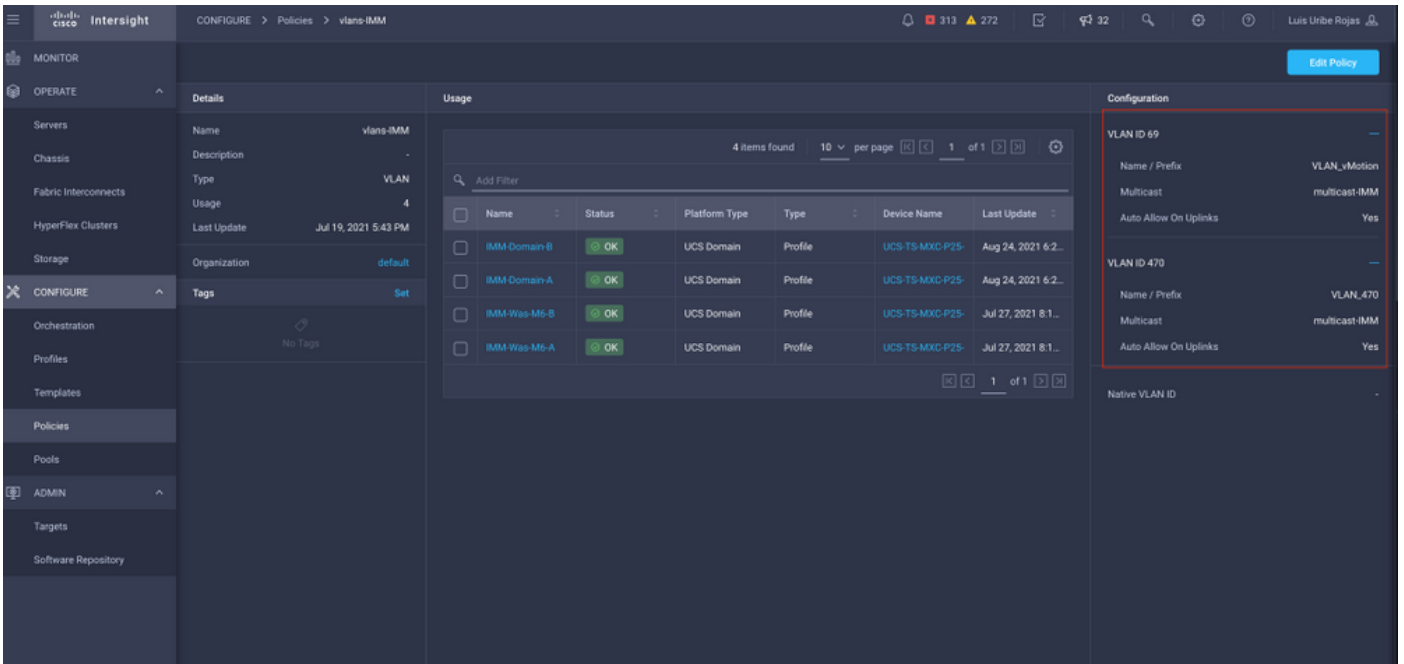 cisco Intersight
CONFIGURE > Policies > vlans-IMM
313 272
32
Luis Uribe Rojas
MONITOR
OPERATE
Servers
Chassis
Fabric Interconnects
HyperFlex Clusters
Storage
CONFIGURE
Orchestration
Profiles
Templates
Policies
Pools
ADMIN
Targets
Software Repository
Edit Policy
Details
Name vlans-IMM
Description -
Type VLAN
Usage 4
Last Update Jul 19, 2021 5:43 PM
Organization default
Tags Set
No Tags
Usage
4 items found 10 per page 1 of 1
Add Filter
Name Status Platform Type Type Device Name Last Update
IMM-Domain-B OK UCS Domain Profile UCS-TS-MXC-P25- Aug 24, 2021 6:2...
IMM-Domain-A OK UCS Domain Profile UCS-TS-MXC-P25- Aug 24, 2021 6:2...
IMM-Was-M6-B OK UCS Domain Profile UCS-TS-MXC-P25- Jul 27, 2021 8:1...
IMM-Was-M6-A OK UCS Domain Profile UCS-TS-MXC-P25- Jul 27, 2021 8:1...
1 of 1
Configuration
VLAN ID 69
Name / Prefix VLAN_vMotion
Multicast multicast-IMM
Auto Allow On Uplinks Yes
VLAN ID 470
Name / Prefix VLAN_470
Multicast multicast-IMM
Auto Allow On Uplinks Yes
Native VLAN ID -